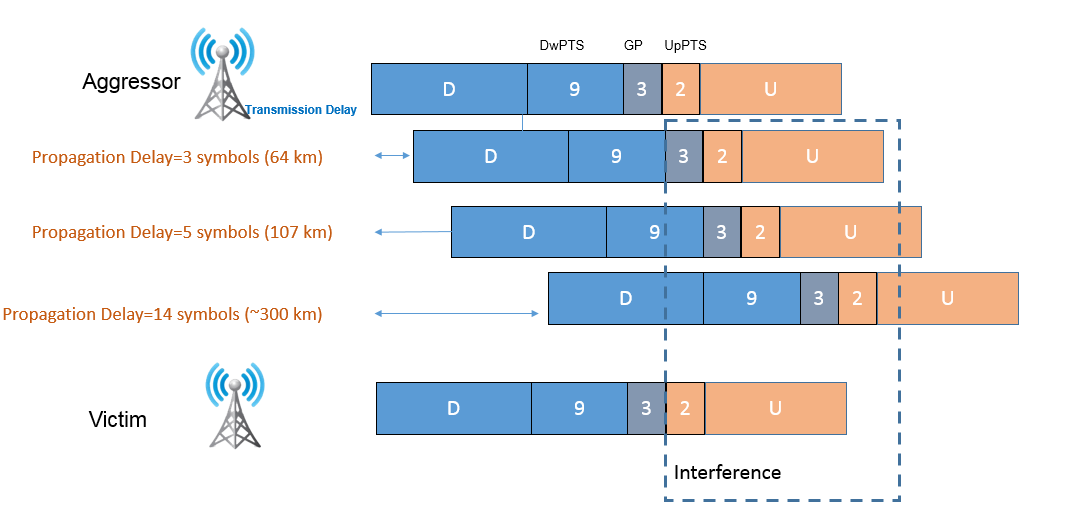 DwPTS GP UpPTS
Aggressor
D 9 3 2 U
Transmission Delay
Propagation Delay=3 symbols (64 km)
D 9 3 2 U
Propagation Delay=5 symbols (107 km)
D 9 3 2 U
Propagation Delay=14 symbols (~300 km)
D 9 3 2 U
Victim
D 9 3 2 U
Interference